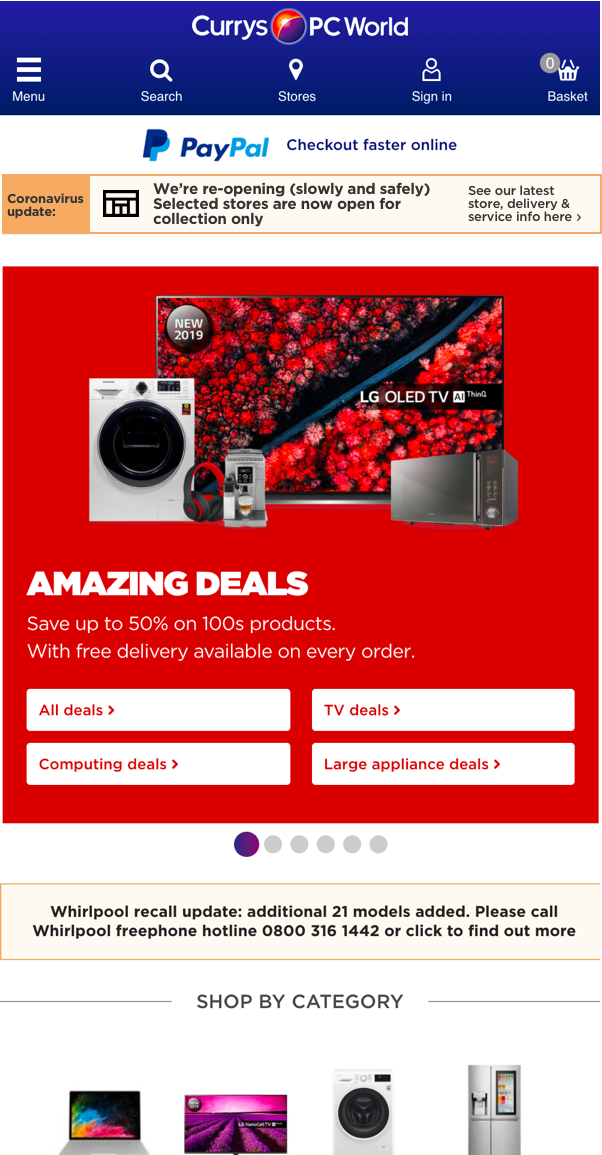 Currys PC World
Menu
Search
Stores
Sign in
0
Basket
PayPal Checkout faster online
Coronavirus
update:
We're re-opening (slowly and safely)
Selected stores are now open for
collection only
See our latest
store, delivery &
service info here >
NEW
2019
LG OLED TV AI ThinQ
AMAZING DEALS
Save up to 50% on 100s products.
With free delivery available on every order.
All deals >
TV deals >
Computing deals >
Large appliance deals >
Whirlpool recall update: additional 21 models added. Please call
Whirlpool freephone hotline 0800 316 1442 or click to find out more
SHOP BY CATEGORY
LG NanoCell TV